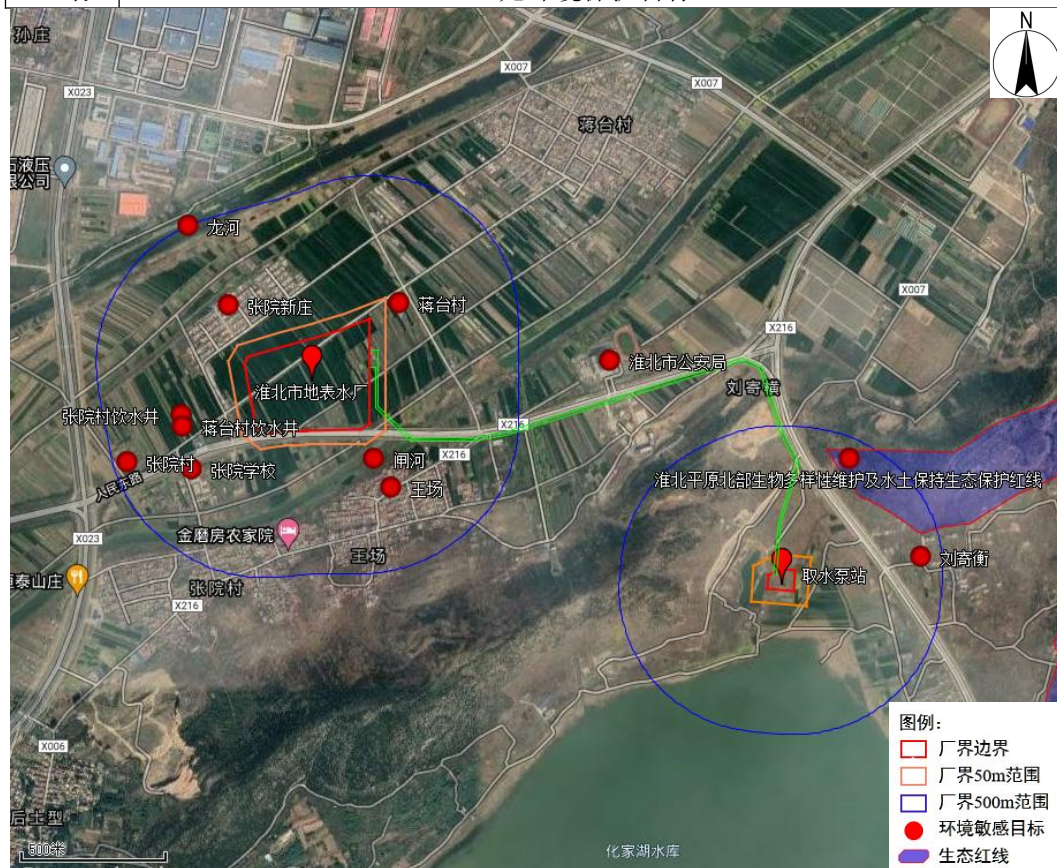 N
孙庄
X007
X023
X007
蒋台村
石液压
限公司
龙河
张院新庄
蒋台村
X007
X216
淮北市公安局
淮北市地表水厂
刘寄横
张院村饮水井
蒋台村饮水井
X216
X216
闸河
张院村
张院学校
人民东路
王场
淮北平原北部生物多样性维护及水土保持生态保护红线
金磨房农家院
X023
王场
刘寄衡
取水泵站
恒泰山庄
张院村
X216
图例：
厂界边界
厂界50m范围
厂界500m范围
环境敏感目标
生态红线
X006
后土型
500米
化家湖水库